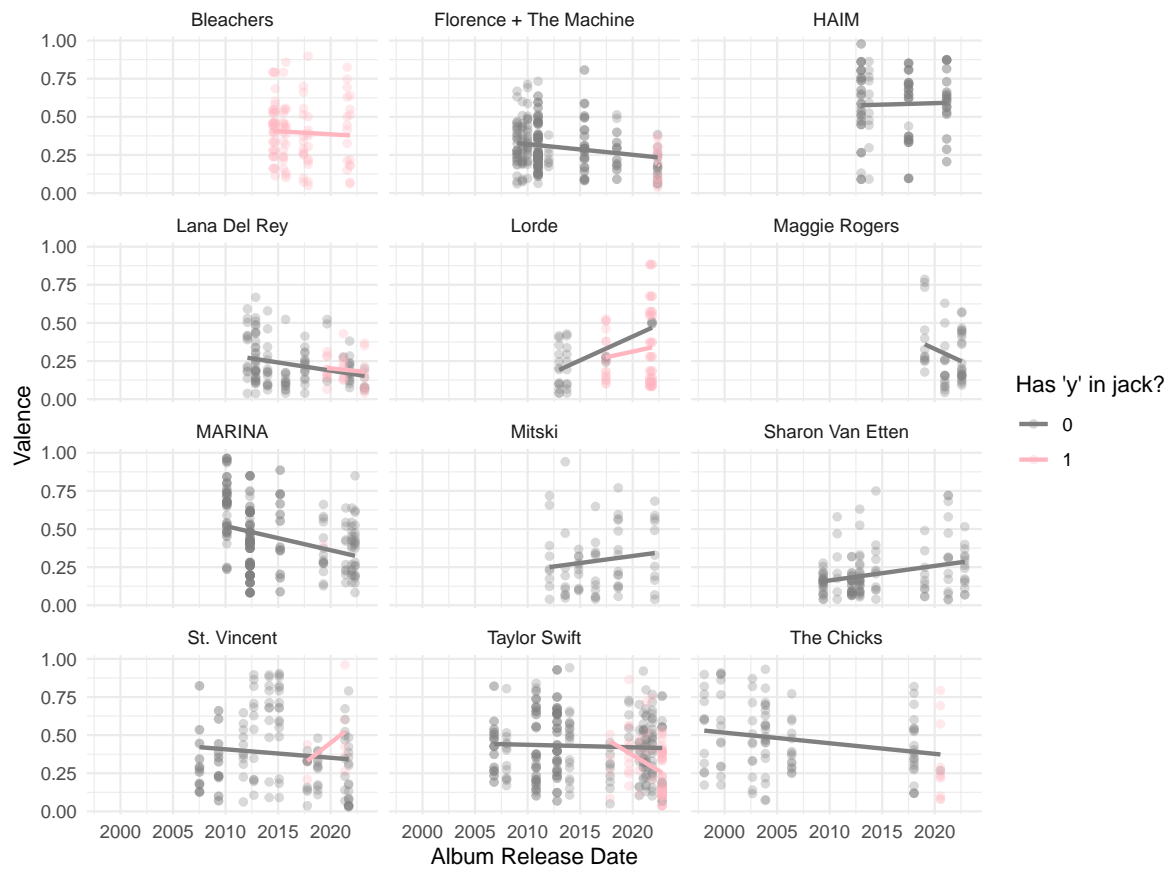 Bleachers Florence + The Machine HAIM
1.00
0.75
0.50
0.25
0.00
Lana Del Rey Lorde Maggie Rogers
1.00
0.75
0.50
0.25
0.00
MARINA Mitski Sharon Van Etten
1.00
0.75
0.50
0.25
0.00
St. Vincent Taylor Swift The Chicks
1.00
0.75
0.50
0.25
0.00
2000 2005 2010 2015 2020 2000 2005 2010 2015 2020 2000 2005 2010 2015 2020
Album Release Date
Valence
Has 'y' in jack?
0
1